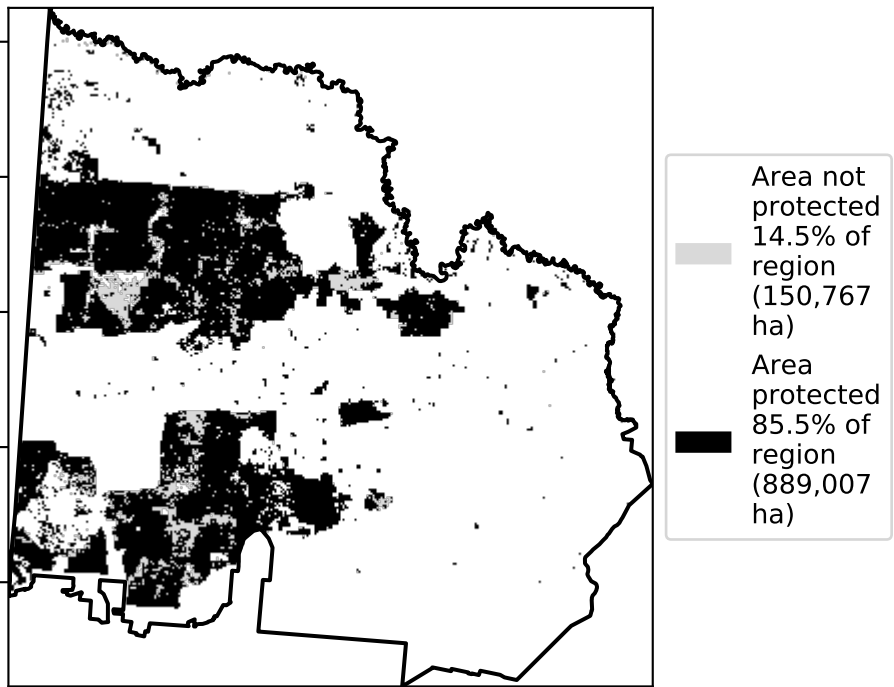 Area not
protected
14.5% of
region
(150,767
ha)
Area
protected
85.5% of
region
(889,007
ha)